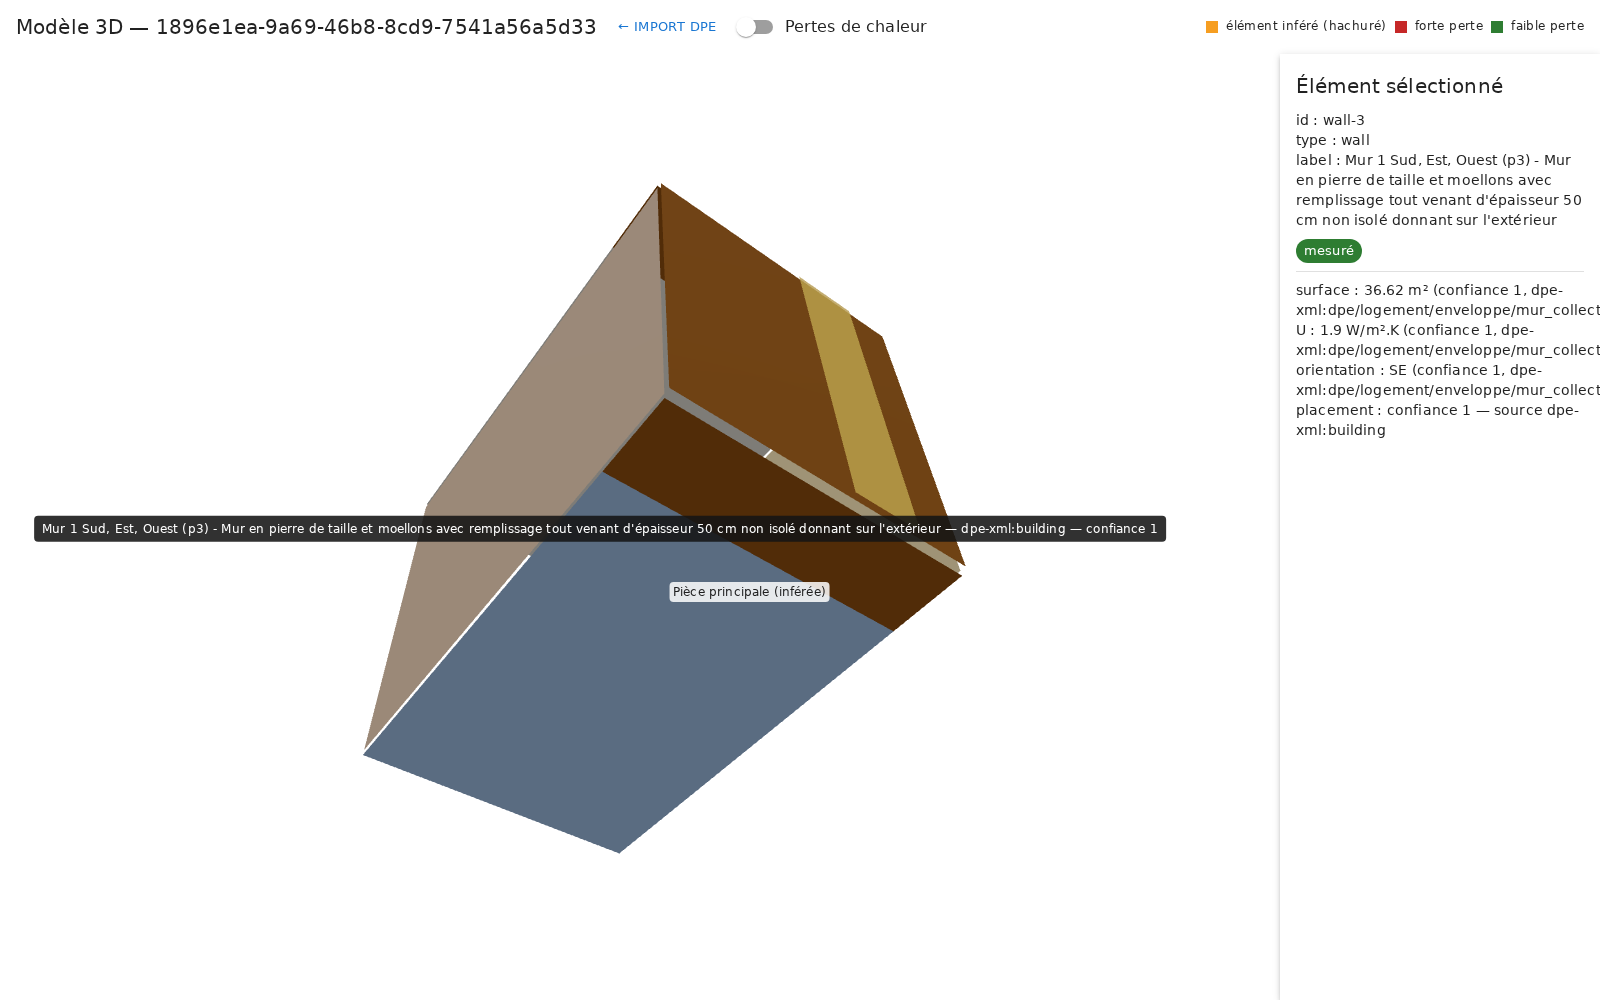 Modèle 3D — 1896e1ea-9a69-46b8-8cd9-7541a56a5d33
← IMPORT DPE
Pertes de chaleur
élément inféré (hachuré)
forte perte
faible perte
Élément sélectionné
id : wall-3
type : wall
label : Mur 1 Sud, Est, Ouest (p3) - Mur
en pierre de taille et moellons avec
remplissage tout venant d'épaisseur 50
cm non isolé donnant sur l'extérieur
mesuré
surface : 36.62 m² (confiance 1, dpe-
xml:dpe/logement/enveloppe/mur_collect
U : 1.9 W/m².K (confiance 1, dpe-
xml:dpe/logement/enveloppe/mur_collect
orientation : SE (confiance 1, dpe-
xml:dpe/logement/enveloppe/mur_collect
placement : confiance 1 — source dpe-
xml:building
Mur 1 Sud, Est, Ouest (p3) - Mur en pierre de taille et moellons avec remplissage tout venant d'épaisseur 50 cm non isolé donnant sur l'extérieur — dpe-xml:building — confiance 1
Pièce principale (inférée)